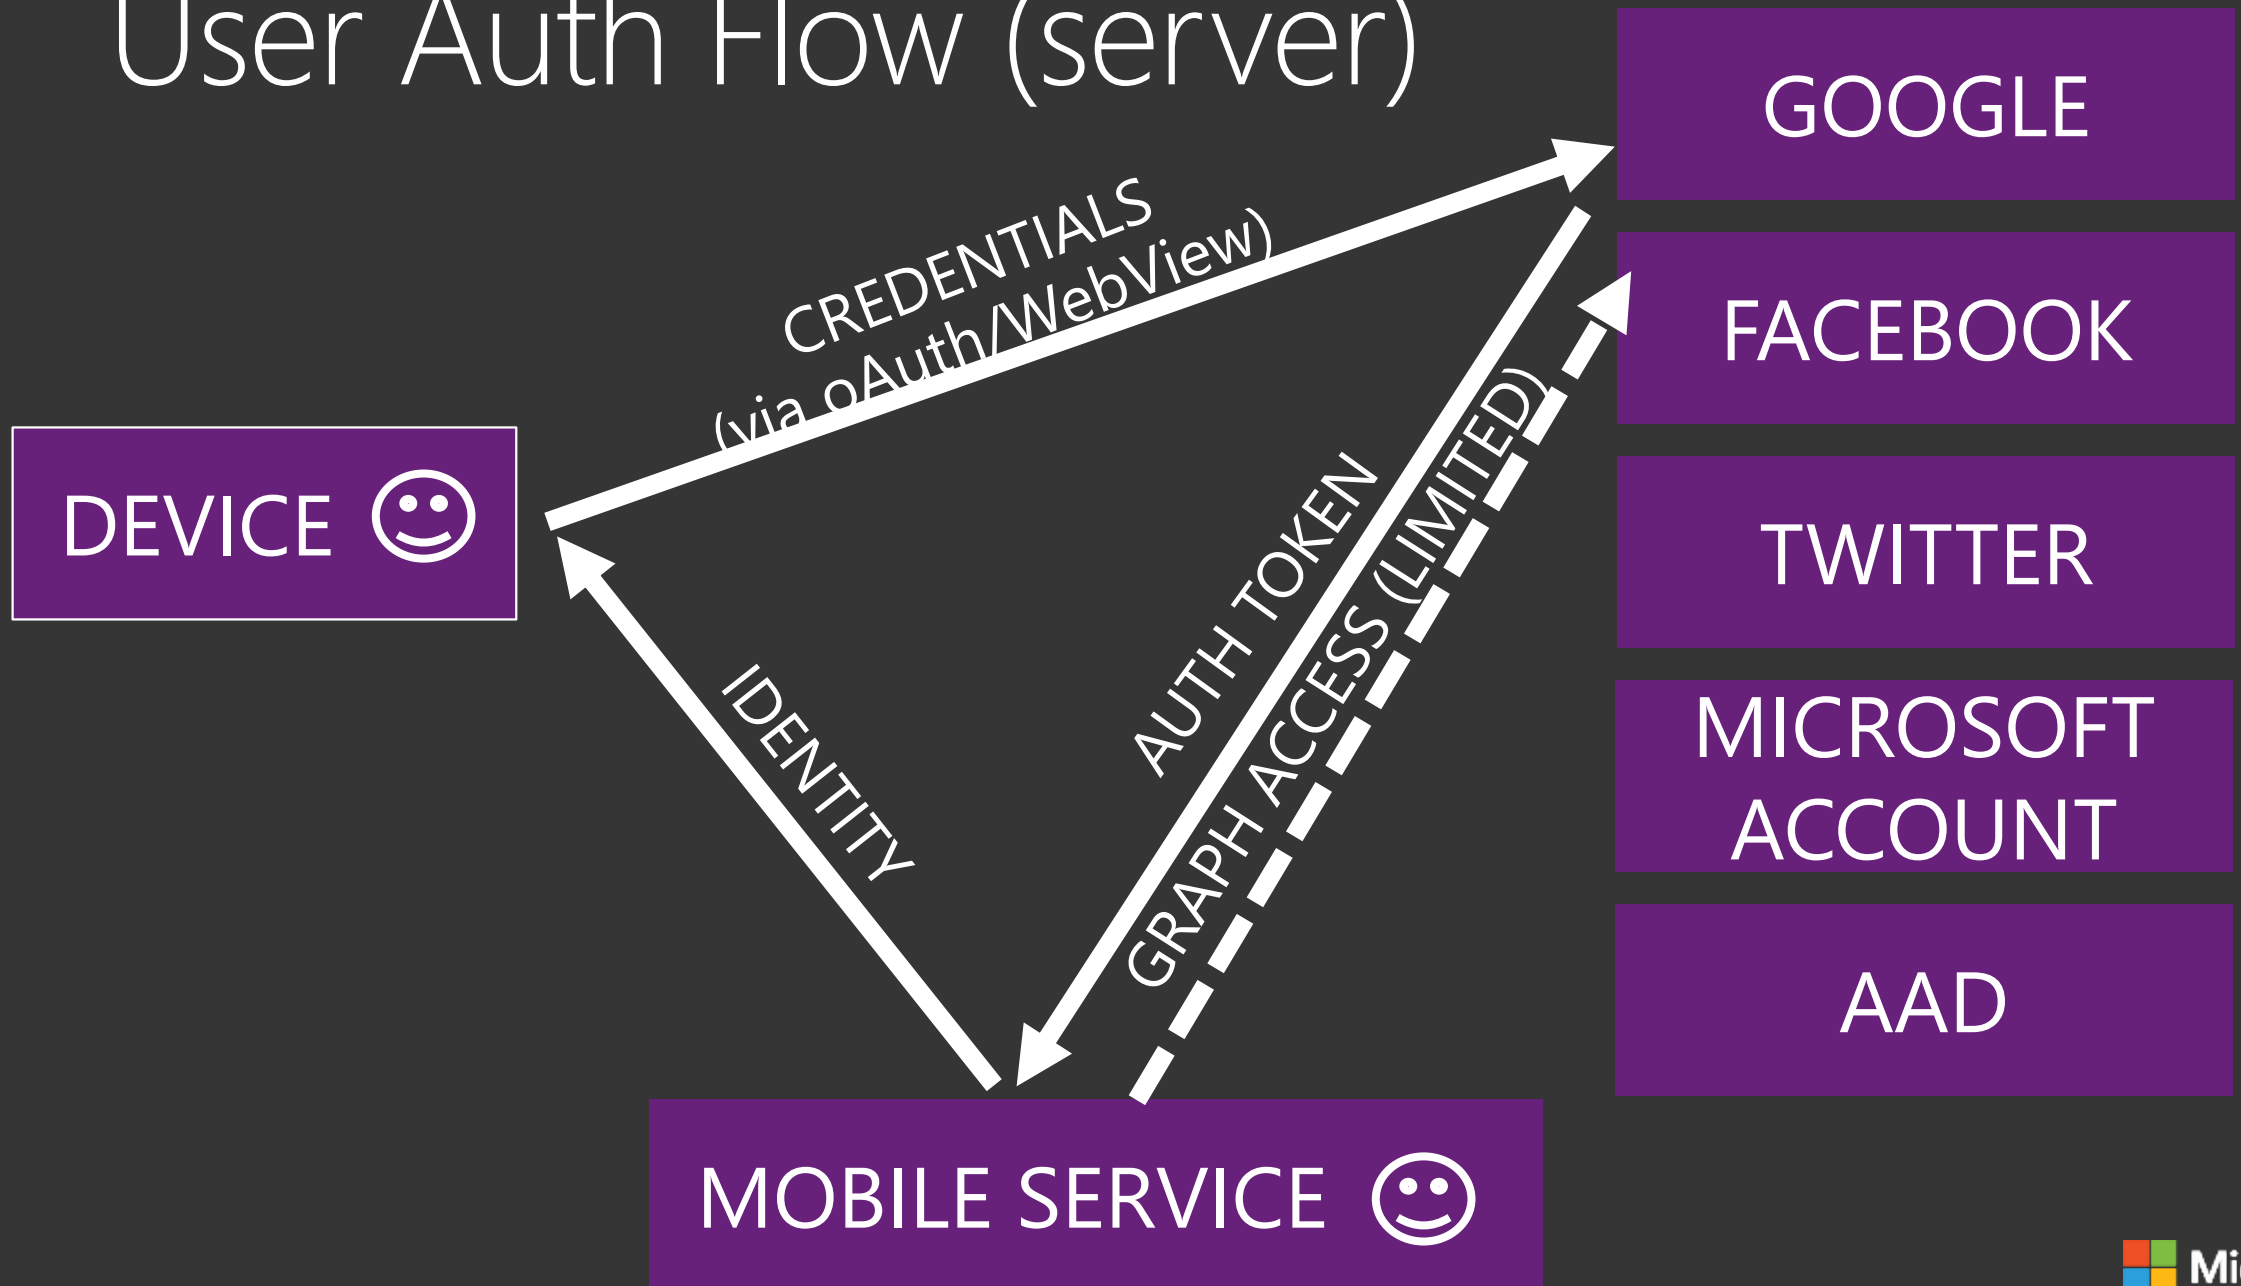 User Auth Flow (server)
GOOGLE
CREDENTIALS
(via oAuth/WebView)
FACEBOOK
DEVICE
AUTH TOKEN
GRAPH ACCESS (LIMITED)
TWITTER
IDENTITY
MICROSOFT
ACCOUNT
AAD
MOBILE SERVICE